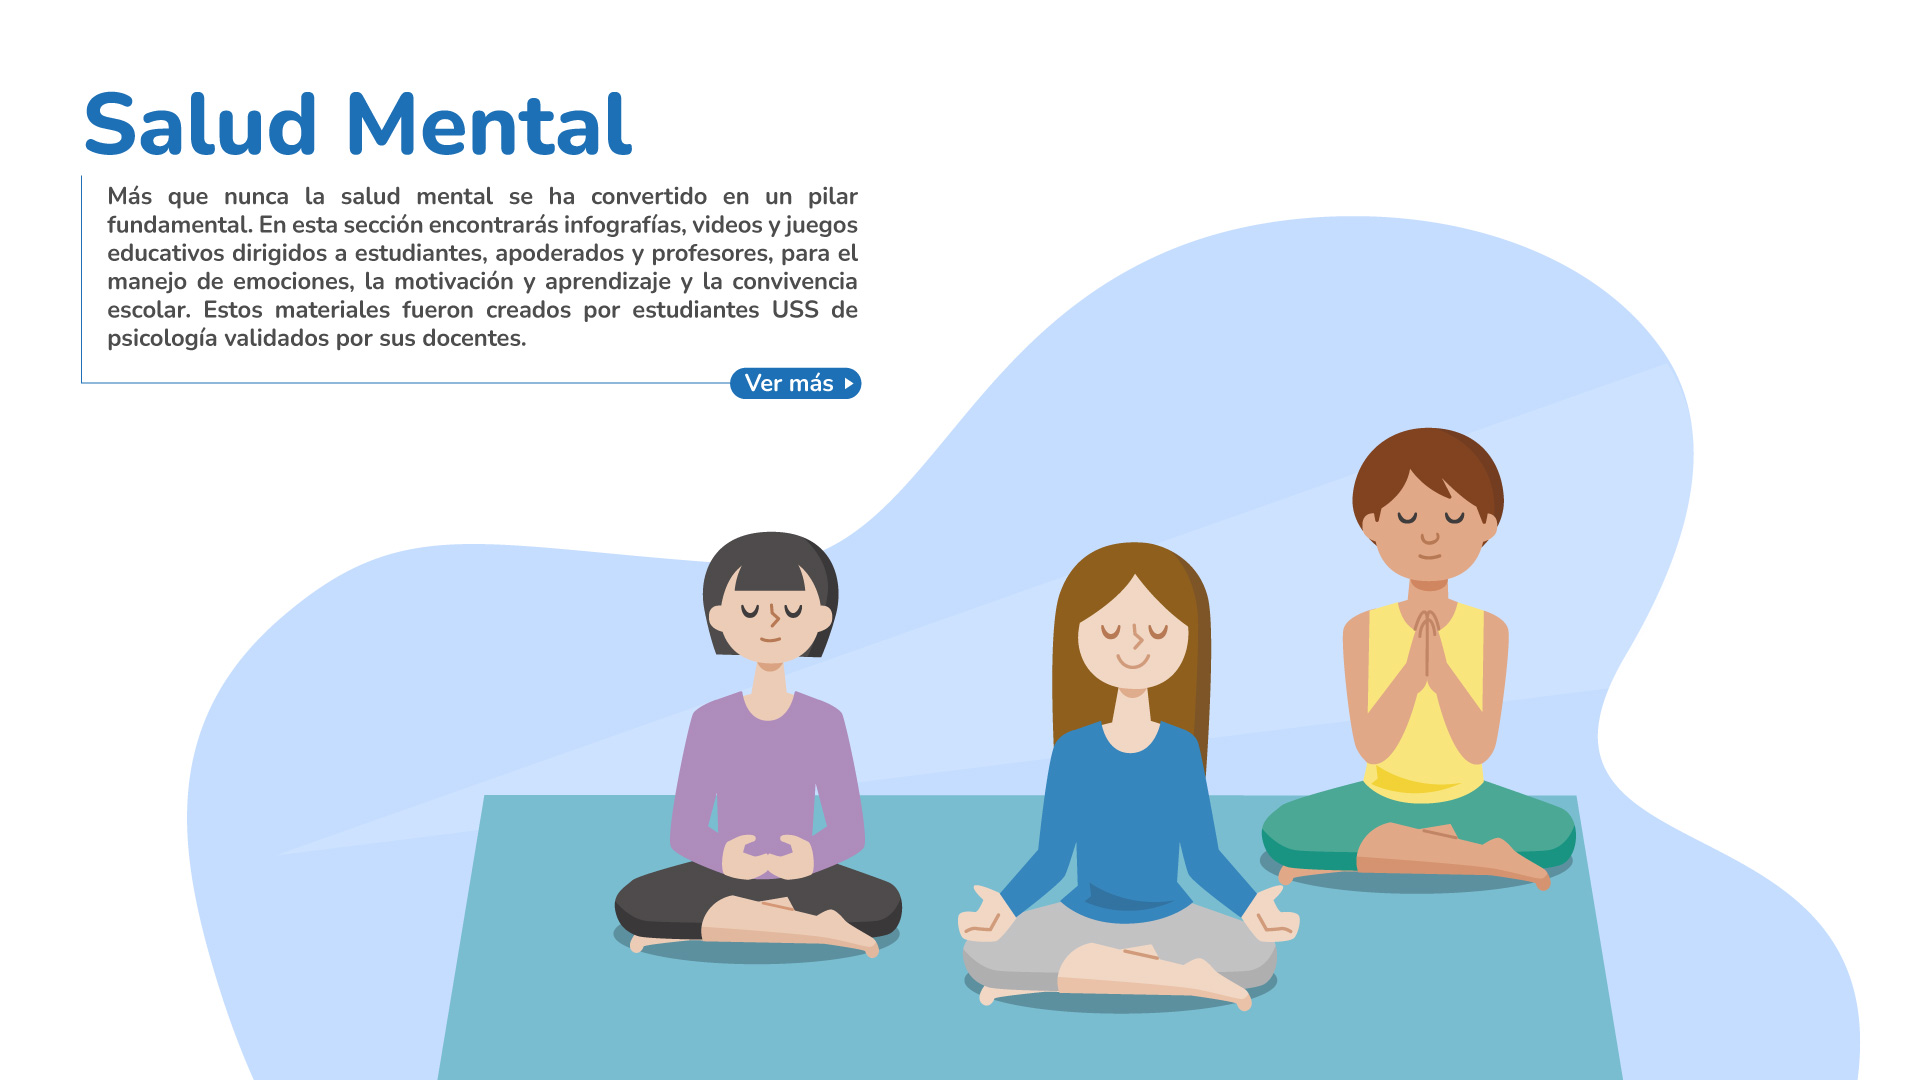 Salud Mental
Más que nunca la salud mental se ha convertido en un pilar
fundamental. En esta sección encontrarás infografías, videos y juegos
educativos dirigidos a estudiantes, apoderados y profesores, para el
manejo de emociones, la motivación y aprendizaje y la convivencia
escolar. Estos materiales fueron creados por estudiantes USS de
psicología validados por sus docentes.
Ver más